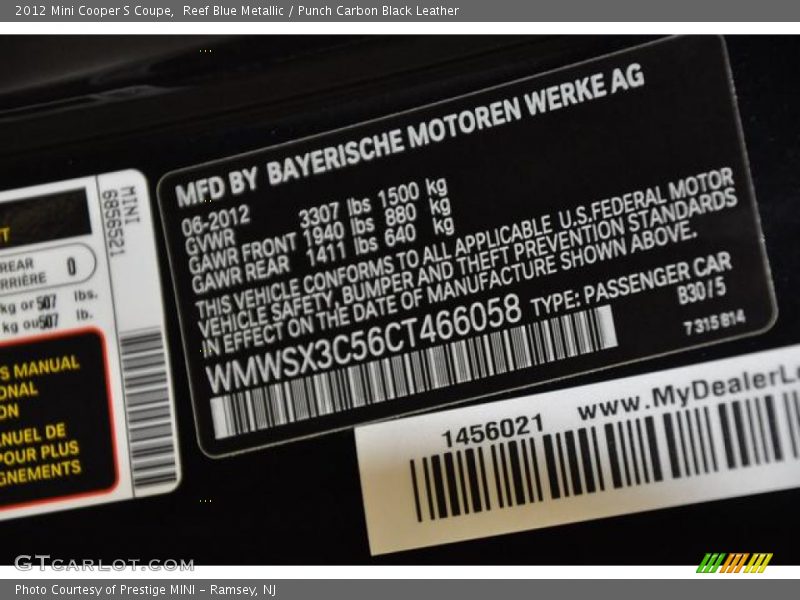 2012 Mini Cooper S Coupe,  Reef Blue Metallic / Punch Carbon Black Leather
MFD BY BAYERISCHE MOTOREN WERKE AG
06-2012
GVWR 3307 lbs 1500 kg
GAWR FRONT 1940 lbs 880 kg
GAWR REAR 1411 lbs 640 kg
THIS VEHICLE CONFORMS TO ALL APPLICABLE U.S.FEDERAL MOTOR
VEHICLE SAFETY, BUMPER AND THEFT PREVENTION STANDARDS
IN EFFECT ON THE DATE OF MANUFACTURE SHOWN ABOVE.
WMWSX3C56CT466058 TYPE: PASSENGER CAR
B30/5
7 315 814
MINI
6856521
T
REAR
RRIÈRE 0
kg or 507 lbs.
kg ou 507 lb.
S MANUAL
ONAL
ON
ANUEL DE
POUR PLUS
GNEMENTS
1456021 www.MyDealerLo
GTcarlot.com
Photo Courtesy of Prestige MINI - Ramsey, NJ